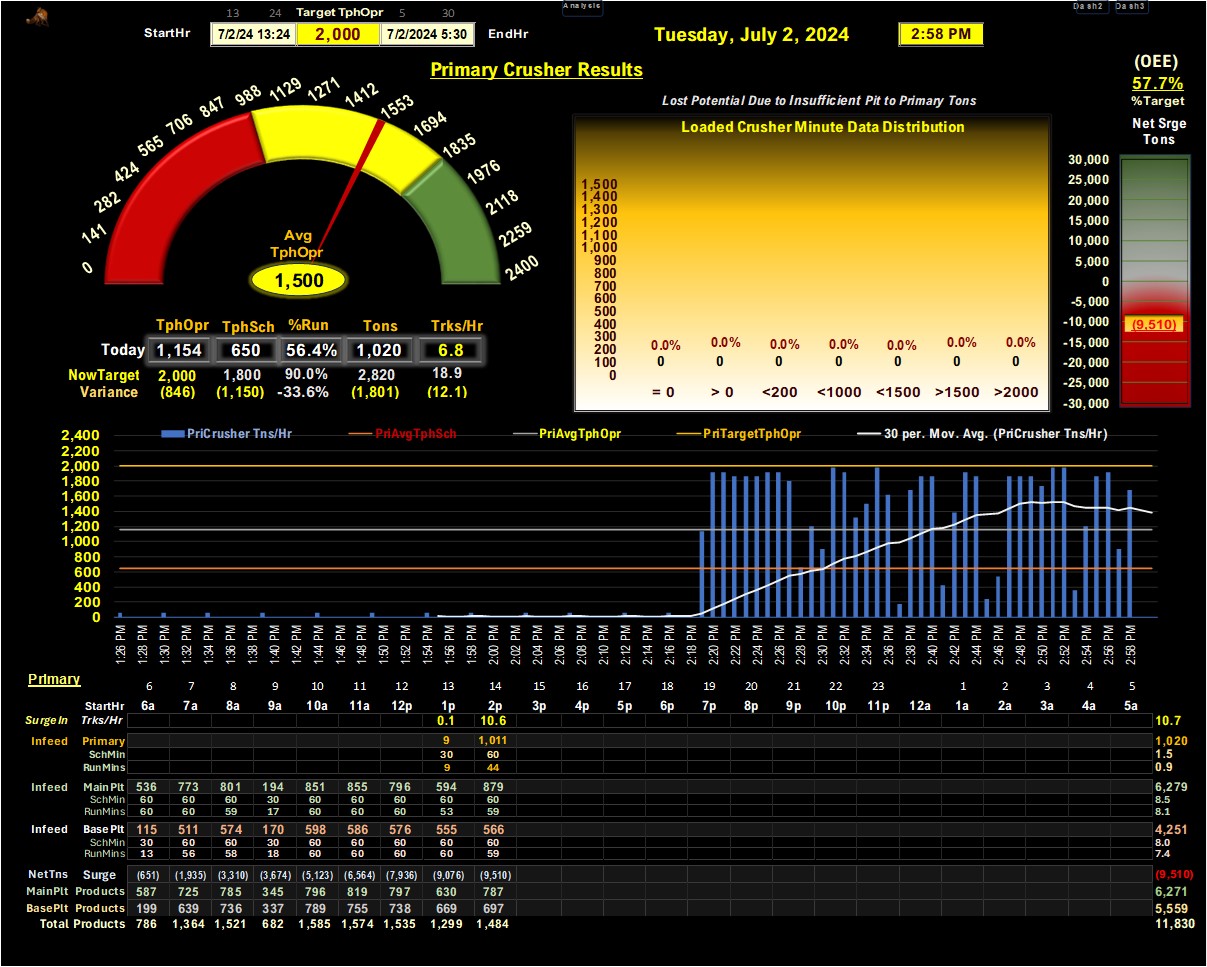 13 24 Target TphOpr 5 30 Analysis Dash2 Dash3
StartHr 7/2/24 13:24 2,000 7/2/2024 5:30 EndHr Tuesday, July 2, 2024 2:58 PM
Primary Crusher Results
(OEE)
57.7%
%Target
Net Srge
Tons
Lost Potential Due to Insufficient Pit to Primary Tons
Loaded Crusher Minute Data Distribution
0 141 282 424 565 706 847 988 1129 1271 1412 1553 1694 1835 1976 2118 2259 2400
Avg
TphOpr
1,500
1,500
1,400
1,300
1,200
1,100
1,000
900
800
700
600
500
400
300
200
100
0
0.0% 0.0% 0.0% 0.0% 0.0% 0.0% 0.0%
0 0 0 0 0 0 0
= 0 > 0 <200 <1000 <1500 >1500 >2000
30,000
25,000
20,000
15,000
10,000
5,000
0
-5,000
-10,000
(9,510)
-15,000
-20,000
-25,000
-30,000
TphOpr TphSch %Run Tons Trks/Hr
Today 1,154 650 56.4% 1,020 6.8
NowTarget 2,000 1,800 90.0% 2,820 18.9
Variance (846) (1,150) -33.6% (1,801) (12.1)
PriCrusher Tns/Hr PriAvgTphSch PriAvgTphOpr PriTargetTphOpr 30 per. Mov. Avg. (PriCrusher Tns/Hr)
2,400
2,200
2,000
1,800
1,600
1,400
1,200
1,000
800
600
400
200
0
1:26 PM 1:28 PM 1:30 PM 1:32 PM 1:34 PM 1:36 PM 1:38 PM 1:40 PM 1:42 PM 1:44 PM 1:46 PM 1:48 PM 1:50 PM 1:52 PM 1:54 PM 1:56 PM 1:58 PM 2:00 PM 2:02 PM 2:04 PM 2:06 PM 2:08 PM 2:10 PM 2:12 PM 2:14 PM 2:16 PM 2:18 PM 2:20 PM 2:22 PM 2:24 PM 2:26 PM 2:28 PM 2:30 PM 2:32 PM 2:34 PM 2:36 PM 2:38 PM 2:40 PM 2:42 PM 2:44 PM 2:46 PM 2:48 PM 2:50 PM 2:52 PM 2:54 PM 2:56 PM 2:58 PM
Primary
6 7 8 9 10 11 12 13 14 15 16 17 18 19 20 21 22 23 1 2 3 4 5
StartHr 6a 7a 8a 9a 10a 11a 12p 1p 2p 3p 4p 5p 6p 7p 8p 9p 10p 11p 12a 1a 2a 3a 4a 5a
SurgeIn Trks/Hr 0.1 10.6 10.7
Infeed Primary 9 1,011 1,020
SchMin 30 60 1.5
RunMins 9 44 0.9
Infeed MainPlt 536 773 801 194 851 855 796 594 879 6,279
SchMin 60 60 60 30 60 60 60 60 60 8.5
RunMins 60 60 59 17 60 60 60 53 59 8.1
Infeed BasePlt 115 511 574 170 598 586 576 555 566 4,251
SchMin 30 60 60 30 60 60 60 60 60 8.0
RunMins 13 56 58 18 60 60 60 60 59 7.4
NetTns Surge (651) (1,935) (3,310) (3,674) (5,123) (6,564) (7,936) (9,076) (9,510) (9,510)
MainPlt Products 587 725 785 345 796 819 797 630 787 6,271
BasePlt Products 199 639 736 337 789 755 738 669 697 5,559
Total Products 786 1,364 1,521 682 1,585 1,574 1,535 1,299 1,484 11,830